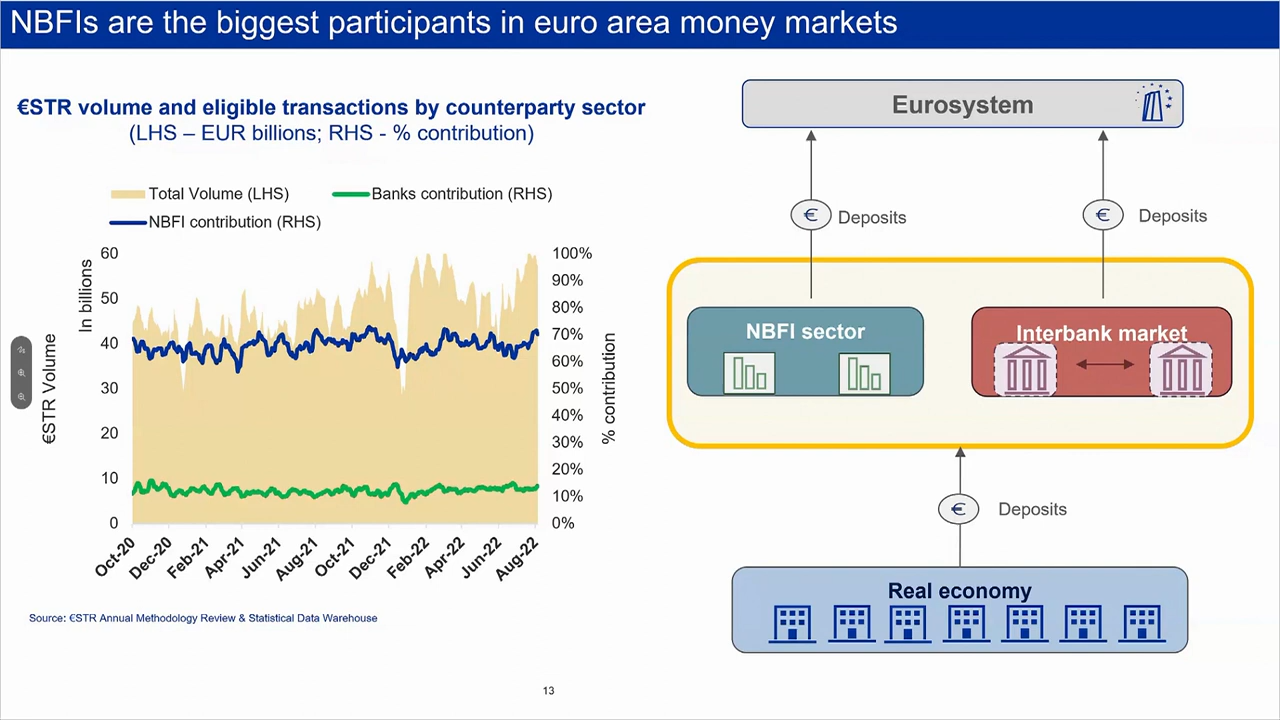 NBFIs are the biggest participants in euro area money markets
€STR volume and eligible transactions by counterparty sector
(LHS – EUR billions; RHS - % contribution)
Total Volume (LHS)
Banks contribution (RHS)
NBFI contribution (RHS)
€STR Volume
In billions
60
50
40
30
20
10
0
100%
90%
80%
70%
60%
50%
40%
30%
20%
10%
0%
% contribution
Oct-20
Dec-20
Feb-21
Apr-21
Jun-21
Aug-21
Oct-21
Dec-21
Feb-22
Apr-22
Jun-22
Aug-22
Source: €STR Annual Methodology Review & Statistical Data Warehouse
Eurosystem
€ Deposits
€ Deposits
NBFI sector
Interbank market
€ Deposits
Real economy
13